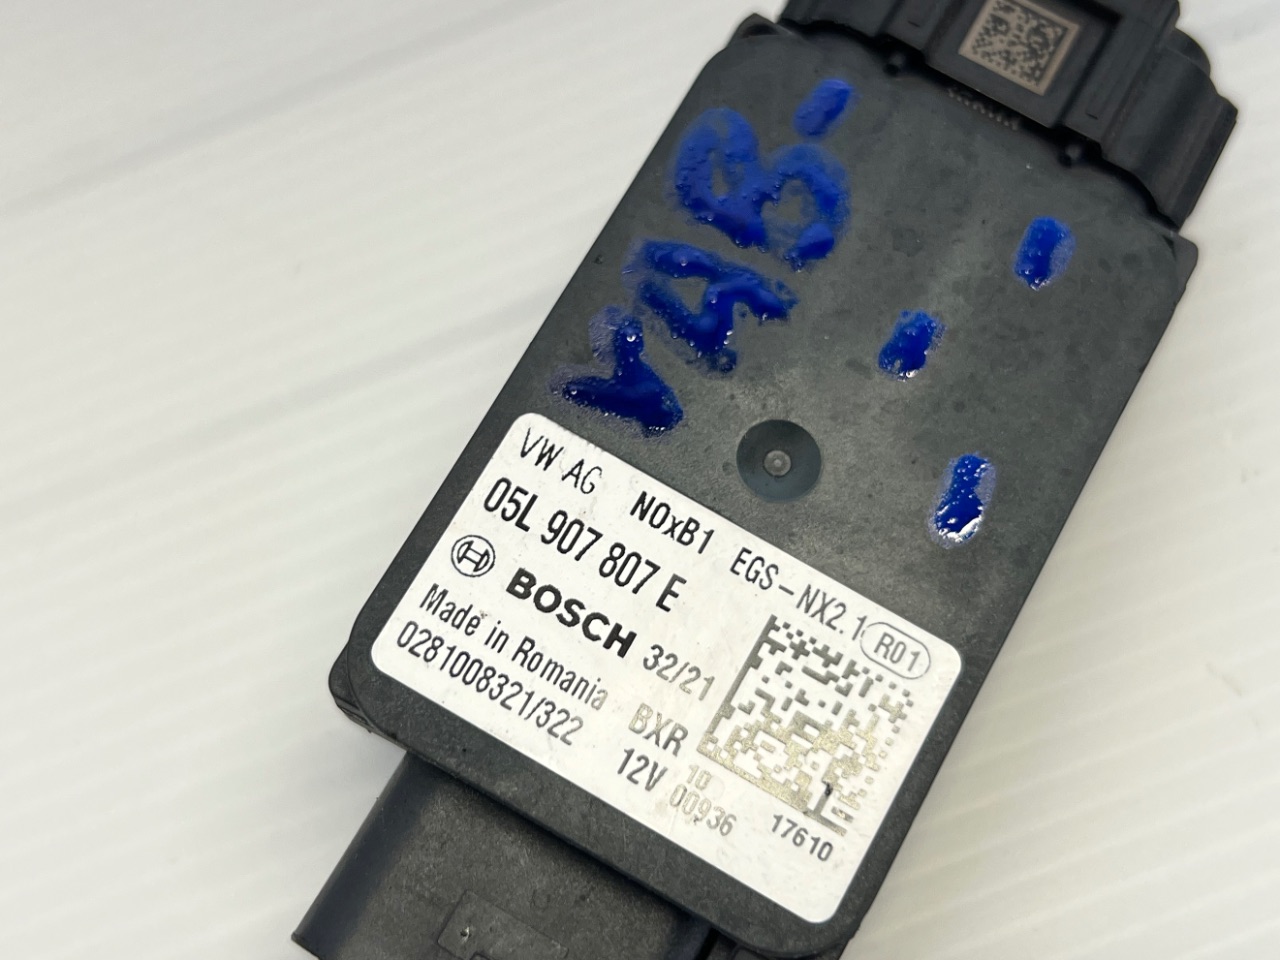 VAB.
VW AG NOxB1 EGS-NX2.1 R01
05L 907 807 E
BOSCH 32/21
Made in Romania BXR
0281008321/322 12V 10
00936 17610